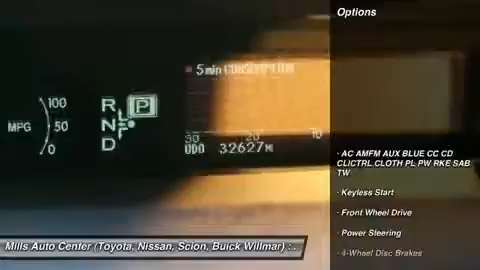 Options
5 min CONSUMPTION
100
MPG
50
0
R
N
D
P
30
20
10
ODO 32627 MI
· AC AMFM AUX BLUE CC CD
CLICTRL CLOTH PL PW RKE SAB
TW
· Keyless Start
· Front Wheel Drive
· Power Steering
· 4-Wheel Disc Brakes
Mills Auto Center (Toyota, Nissan, Scion, Buick Willmar) :..